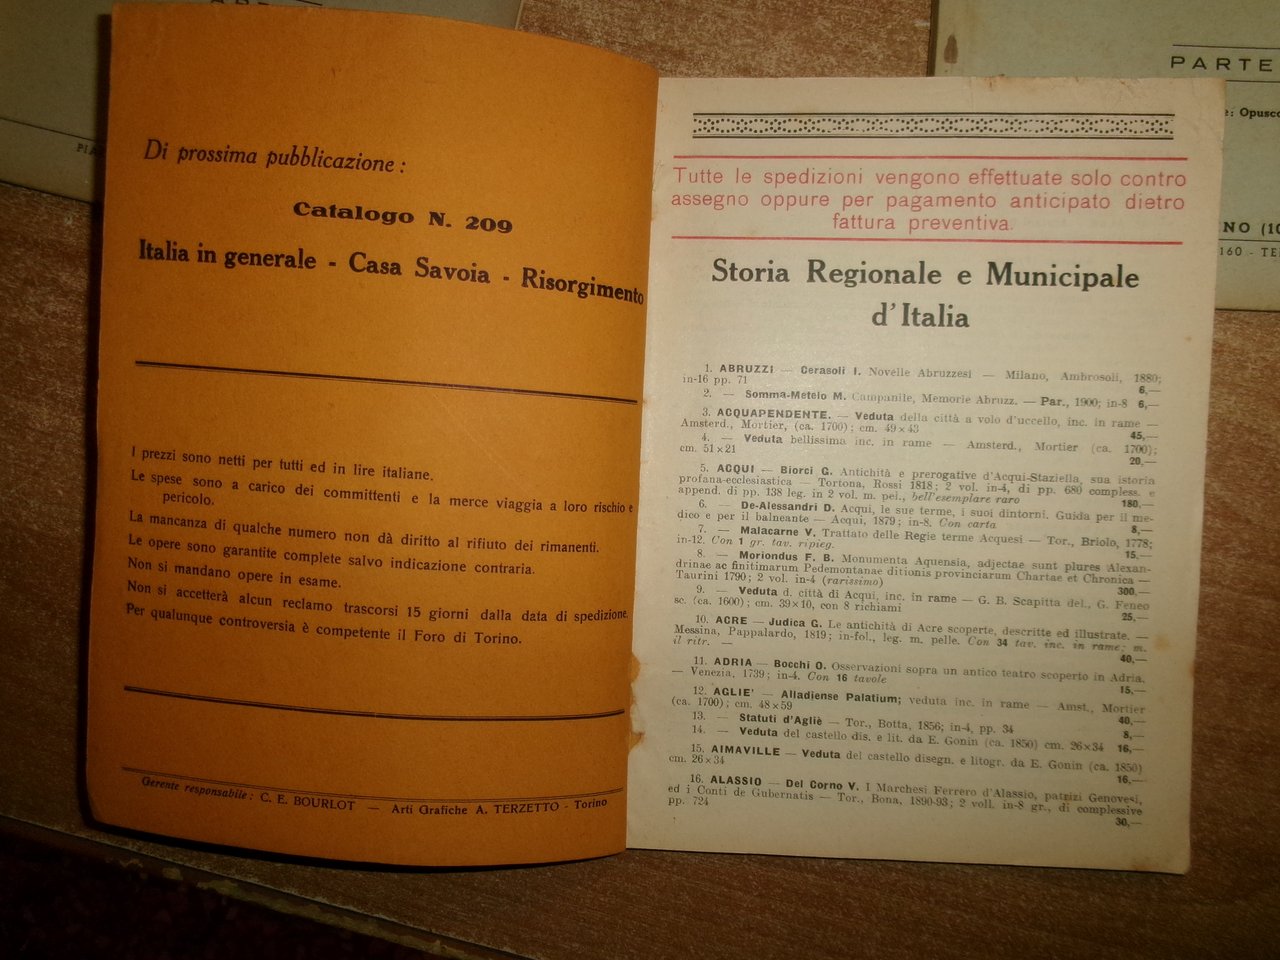 Di prossima pubblicazione :
Catalogo N. 209
Italia in generale - Casa Savoia - Risorgimento
I prezzi sono netti per tutti ed in lire italiane.
Le spese sono a carico dei committenti e la merce viaggia a loro rischio e
pericolo.
La mancanza di qualche numero non dà diritto al rifiuto dei rimanenti.
Le opere sono garantite complete salvo indicazione contraria.
Non si mandano opere in esame.
Non si accetterà alcun reclamo trascorsi 15 giorni dalla data di spedizione.
Per qualunque controversia è competente il Foro di Torino.
Gerente responsabile : C. E. BOURLOT — Arti Grafiche A. TERZETTO - Torino
Tutte le spedizioni vengono effettuate solo contro
assegno oppure per pagamento anticipato dietro
fattura preventiva.
Storia Regionale e Municipale
d'Italia
1. ABRUZZI — Cerasoli I. Novelle Abruzzesi — Milano, Ambrosoli, 1880;
in-16 pp. 71 6,—
2. — Somma-Metelo M. Campanile, Memorie Abruzz. — Par., 1900; in-8 6,—
3. ACQUAPENDENTE. — Veduta della città a volo d'uccello, inc. in rame —
Amsterd., Mortier, (ca. 1700); cm. 49×43 45,—
4. — Veduta bellissima inc. in rame — Amsterd., Mortier (ca. 1700);
cm. 51×21 20,—
5. ACQUI — Biorci G. Antichità e prerogative d'Acqui-Staziella, sua istoria
profana-ecclesiastica — Tortona, Rossi 1818; 2 vol. in-4, di pp. 680 compless. e
append. di pp. 138 leg. in 2 vol. m. pel., bell'esemplare raro 180,—
6. — De-Alessandri D. Acqui, le sue terme, i suoi dintorni. Guida per il me-
dico e per il balneante — Acqui, 1879; in-8. Con carta 8,—
7. — Malacarne V. Trattato delle Regie terme Acquesi — Tor., Briolo, 1778;
in-12. Con 1 gr. tav. ripieg. 15,—
8. — Moriondus F. B. Monumenta Aquensia, adjectae sunt plures Alexan-
drinae ac finitimarum Pedemontanae ditionis provinciarum Chartae et Chronica —
Taurini 1790; 2 vol. in-4 (rarissimo) 300,—
9. — Veduta d. città di Acqui, inc. in rame — G. B. Scapitta del., G. Feneo
sc. (ca. 1600); cm. 39×10, con 8 richiami 25,—
10. ACRE — Judica G. Le antichità di Acre scoperte, descritte ed illustrate. —
Messina, Pappalardo, 1819; in-fol., leg. m. pelle. Con 34 tav. inc. in rame; m.
il ritr. — 40,—
11. ADRIA — Bocchi O. Osservazioni sopra un antico teatro scoperto in Adria.
— Venezia, 1739; in-4. Con 16 tavole 15,—
12. AGLIE' — Alladiense Palatium; veduta inc. in rame — Amst., Mortier
(ca. 1700); cm. 48×59 40,—
13. — Statuti d'Agliè — Tor., Botta, 1856; in-4, pp. 34 8,—
14. — Veduta del castello dis. e lit. da E. Gonin (ca. 1850) cm. 26×34 16,—
15. AIMAVILLE — Veduta del castello disegn. e litogr. da E. Gonin (ca. 1850)
cm. 26×34 16,—
16. ALASSIO — Del Corno V. I Marchesi Ferrero d'Alassio, patrizi Genovesi,
ed i Conti de Gubernatis — Tor., Bona, 1890-93; 2 voll. in-8 gr., di complessive
pp. 724 30,—
PARTE
160 - TE